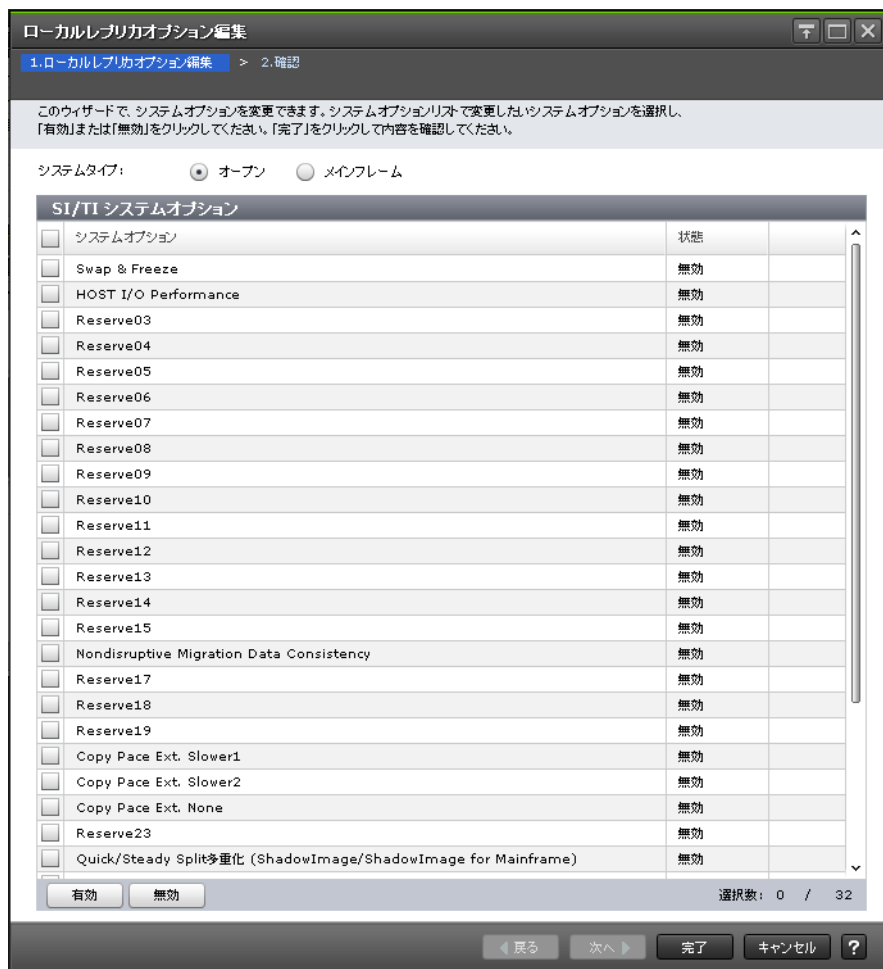 ローカルレプリカオプション編集
1.ローカルレプリカオプション編集 > 2.確認
このウィザードで、システムオプションを変更できます。システムオプションリストで変更したいシステムオプションを選択し、
「有効」または「無効」をクリックしてください。「完了」をクリックして内容を確認してください。
システムタイプ: オープン メインフレーム
SI/TI システムオプション
システムオプション 状態
Swap & Freeze 無効
HOST I/O Performance 無効
Reserve03 無効
Reserve04 無効
Reserve05 無効
Reserve06 無効
Reserve07 無効
Reserve08 無効
Reserve09 無効
Reserve10 無効
Reserve11 無効
Reserve12 無効
Reserve13 無効
Reserve14 無効
Reserve15 無効
Nondisruptive Migration Data Consistency 無効
Reserve17 無効
Reserve18 無効
Reserve19 無効
Copy Pace Ext. Slower1 無効
Copy Pace Ext. Slower2 無効
Copy Pace Ext. None 無効
Reserve23 無効
Quick/Steady Split多重化 (ShadowImage/ShadowImage for Mainframe) 無効
有効 無効 選択数: 0 / 32
戻る 次へ 完了 キャンセル ?